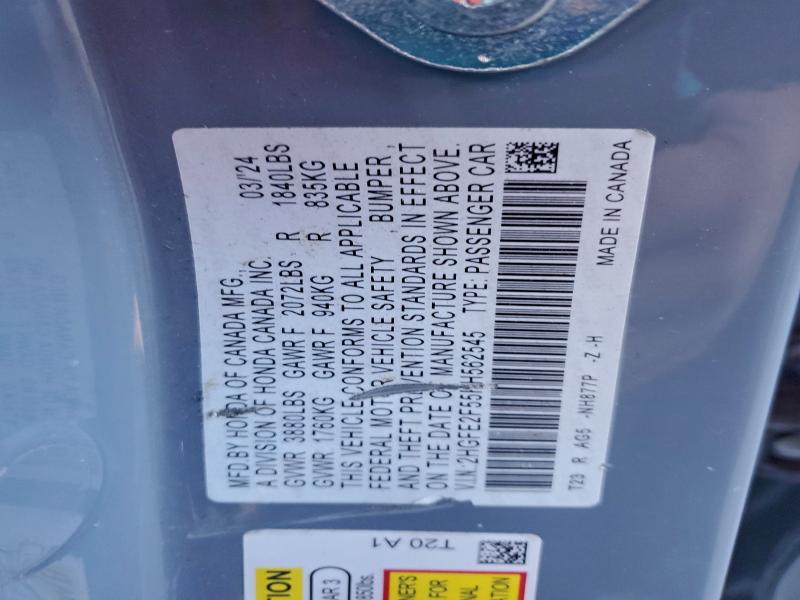 MFD.BY HONDA OF CANADA MFG., 03/'24
A DIVISION OF HONDA CANADA INC.
GVWR 3880LBS GAWR F 2072LBS R 1840LBS
GVWR 1760KG GAWR F 940KG R 835KG
THIS VEHICLE CONFORMS TO ALL APPLICABLE
FEDERAL MOTOR VEHICLE SAFETY , BUMPER ,
AND THEFT PREVENTION STANDARDS IN EFFECT
ON THE DATE OF MANUFACTURE SHOWN ABOVE.
V.I.N.: TYPE: PASSENGER CAR
T23 R AG5 -NH877P -Z -H
MADE IN CANADA
T20 A1